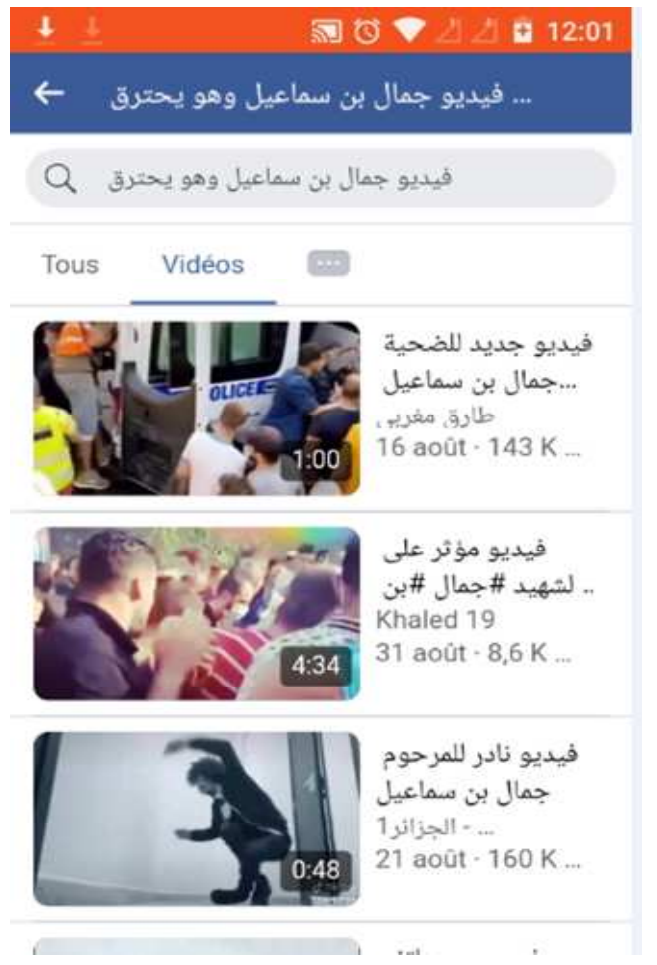 12:01
... فيديو جمال بن سماعيل وهو يحترق
فيديو جمال بن سماعيل وهو يحترق
Tous Vidéos ...
OLICE
1:00
فيديو جديد للضحية
...جمال بن سماعيل
طارق مغربي
16 août · 143 K ...
4:34
فيديو مؤثر على
.. لشهيد #جمال #بن
Khaled 19
31 août · 8,6 K ...
0:48
فيديو نادر للمرحوم
جمال بن سماعيل
... - الجزائر1
21 août · 160 K ...